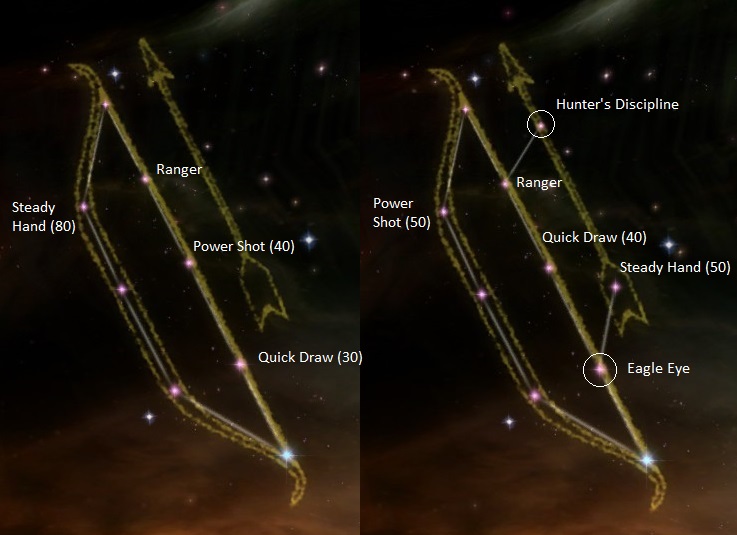 Ranger
Steady
Hand (80)
Power Shot (40)
Quick Draw (30)
Hunter's Discipline
Ranger
Power
Shot (50)
Quick Draw (40)
Steady Hand (50)
Eagle Eye